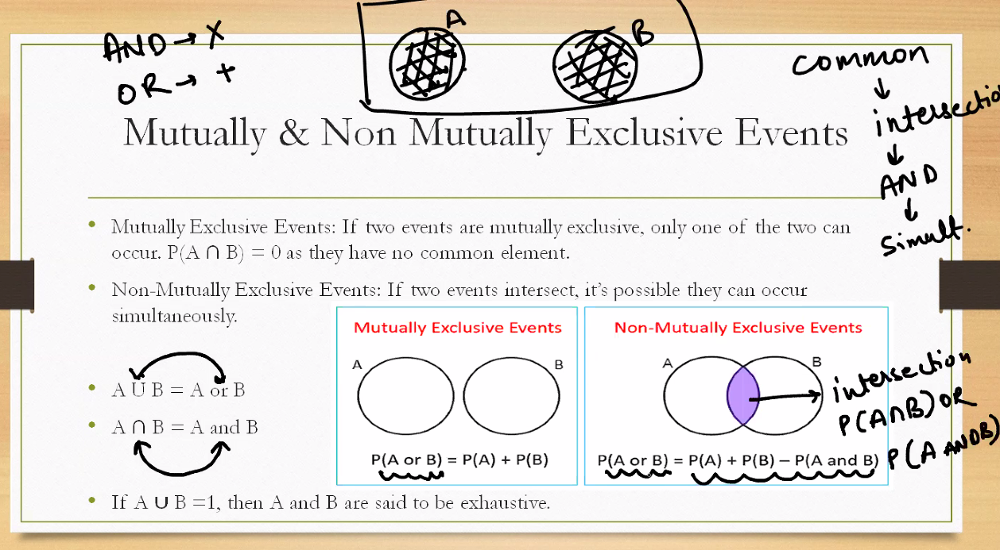 AND → X
OR → +
A
B
common
↓
intersection
↓
AND
↓
simult.
Mutually & Non Mutually Exclusive Events
• Mutually Exclusive Events: If two events are mutually exclusive, only one of the two can
occur. P(A ∩ B) = 0 as they have no common element.
• Non-Mutually Exclusive Events: If two events intersect, it's possible they can occur
simultaneously.
• A U B = A or B
• A ∩ B = A and B
Mutually Exclusive Events
A
B
P(A or B) = P(A) + P(B)
Non-Mutually Exclusive Events
A
B
P(A or B) = P(A) + P(B) – P(A and B)
intersection
P(A∩B) OR
P(A AND B)
• If A ∪ B =1, then A and B are said to be exhaustive.